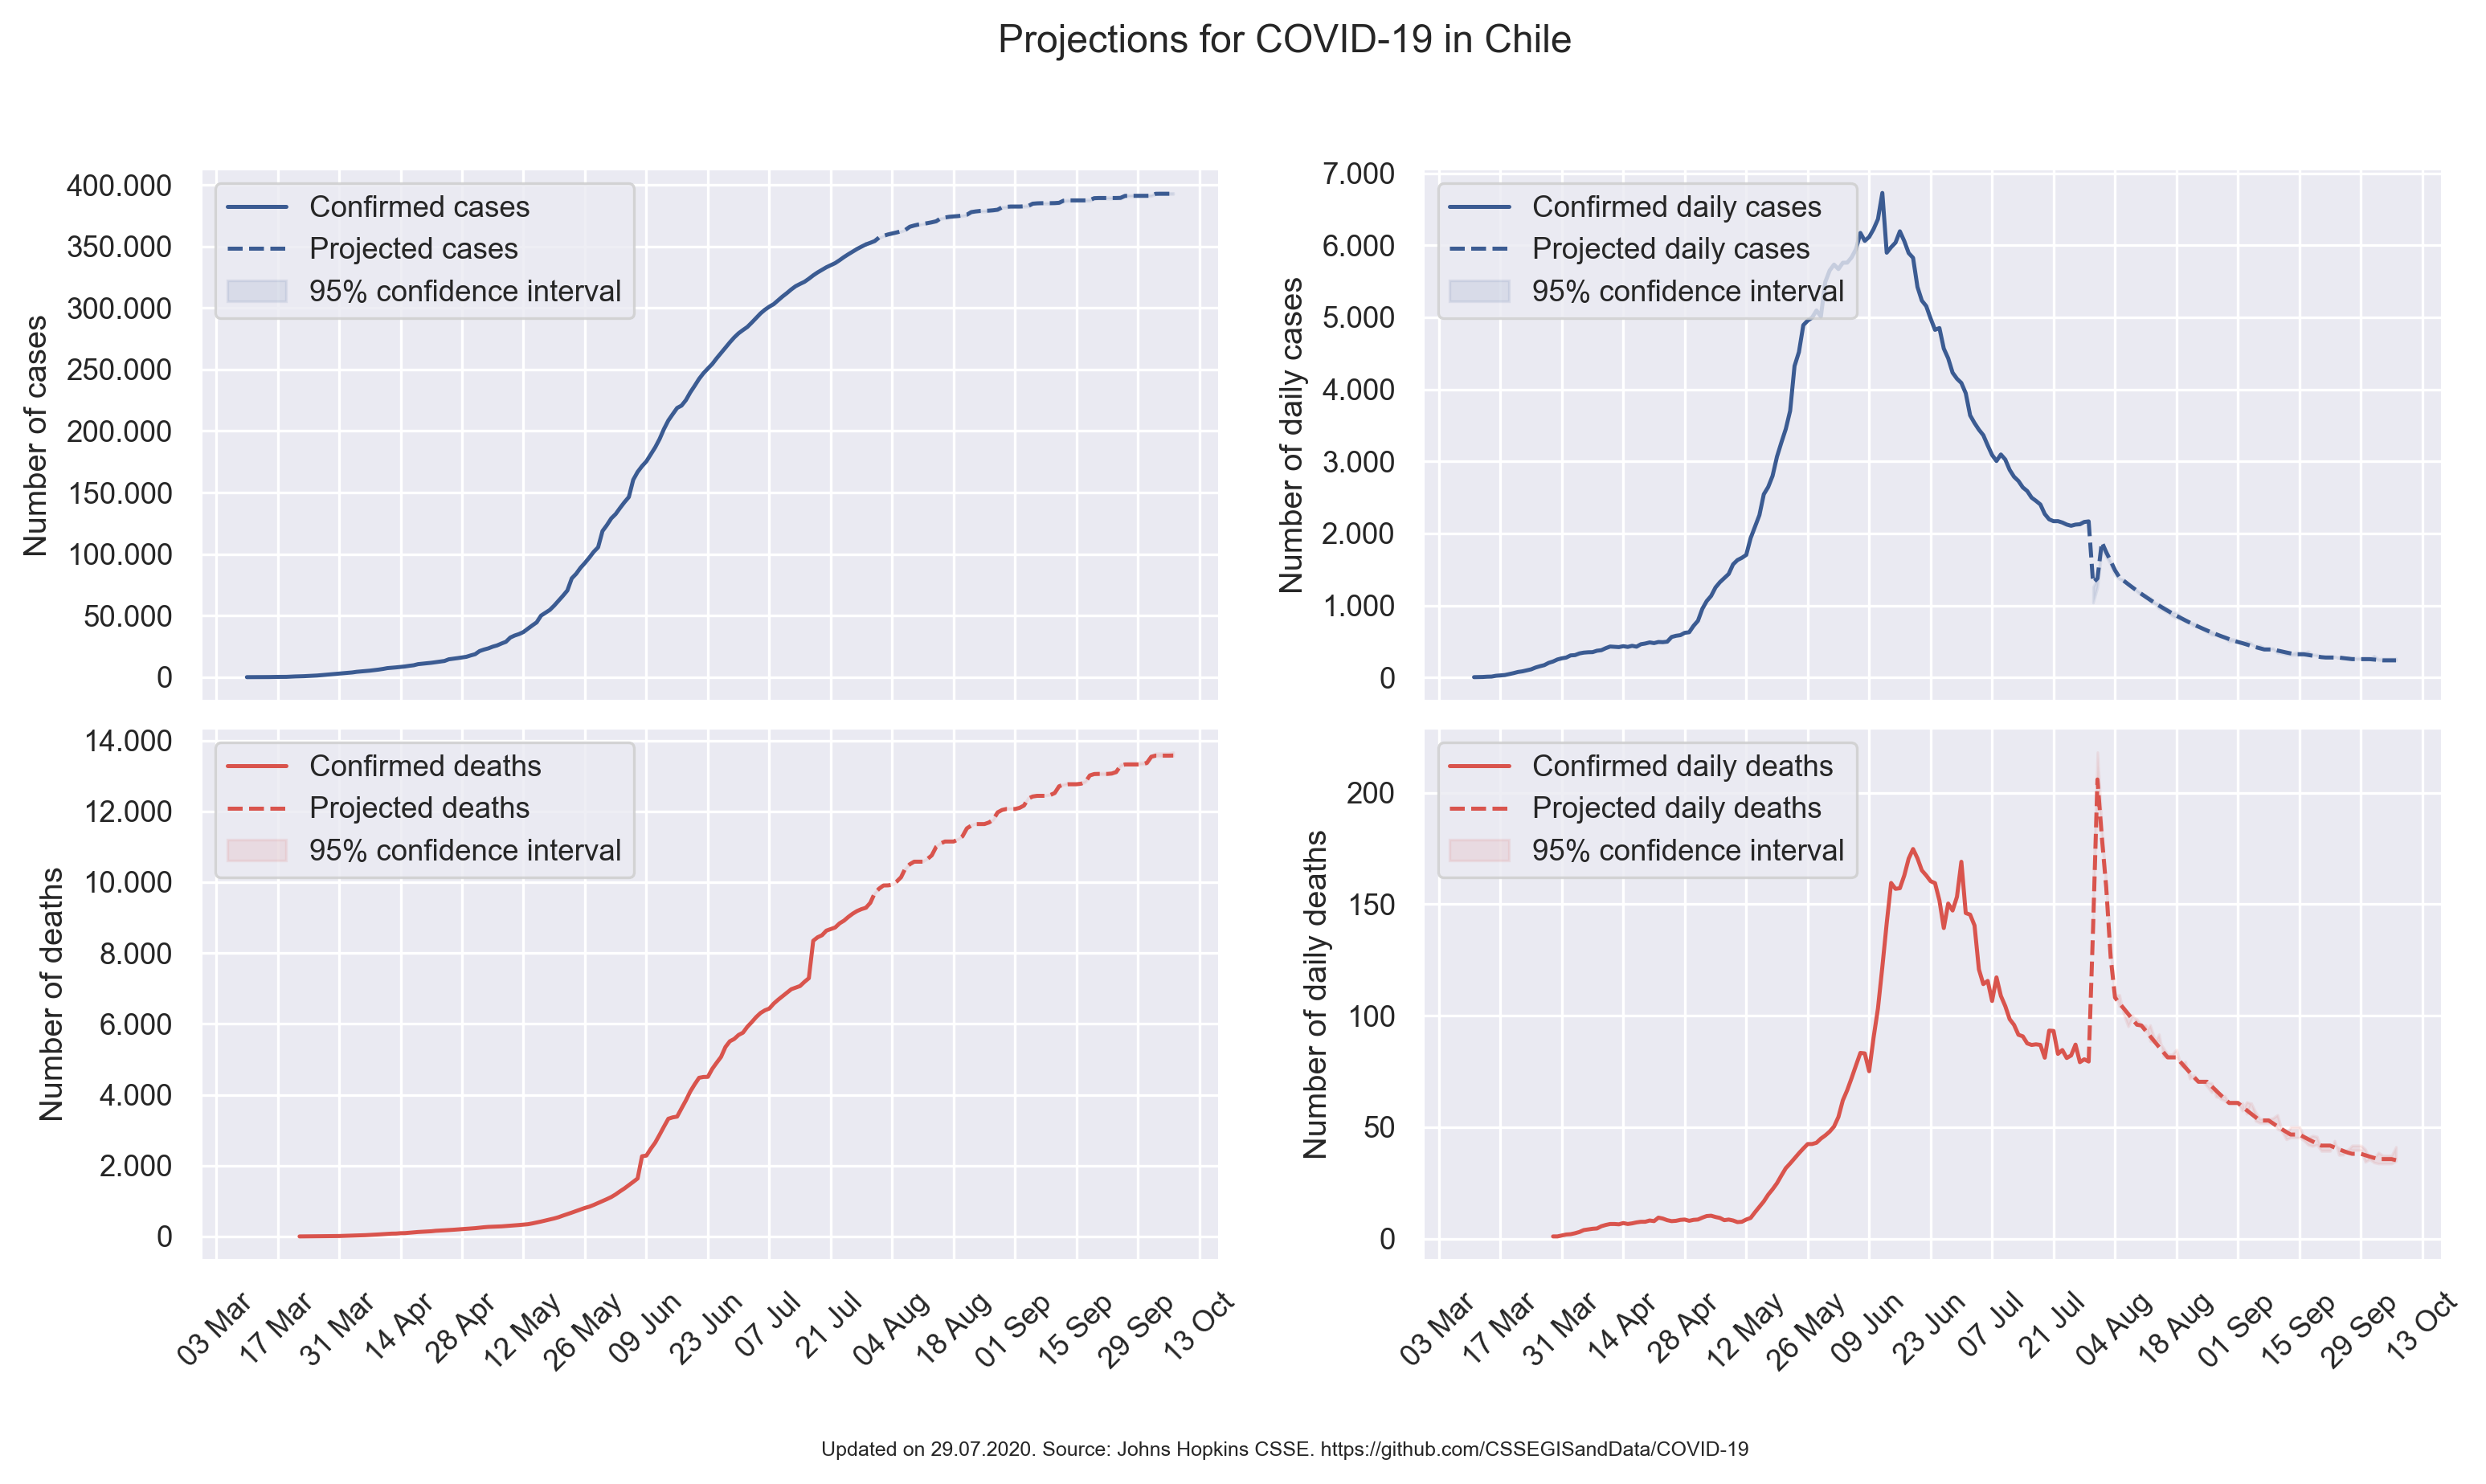 Projections for COVID-19 in Chile
Number of cases
400.000
350.000
300.000
250.000
200.000
150.000
100.000
50.000
0
Confirmed cases
Projected cases
95% confidence interval
Number of daily cases
7.000
6.000
5.000
4.000
3.000
2.000
1.000
0
Confirmed daily cases
Projected daily cases
95% confidence interval
Number of deaths
14.000
12.000
10.000
8.000
6.000
4.000
2.000
0
Confirmed deaths
Projected deaths
95% confidence interval
03 Mar
17 Mar
31 Mar
14 Apr
28 Apr
12 May
26 May
09 Jun
23 Jun
07 Jul
21 Jul
04 Aug
18 Aug
01 Sep
15 Sep
29 Sep
13 Oct
Number of daily deaths
200
150
100
50
0
Confirmed daily deaths
Projected daily deaths
95% confidence interval
03 Mar
17 Mar
31 Mar
14 Apr
28 Apr
12 May
26 May
09 Jun
23 Jun
07 Jul
21 Jul
04 Aug
18 Aug
01 Sep
15 Sep
29 Sep
13 Oct
Updated on 29.07.2020. Source: Johns Hopkins CSSE. https://github.com/CSSEGISandData/COVID-19